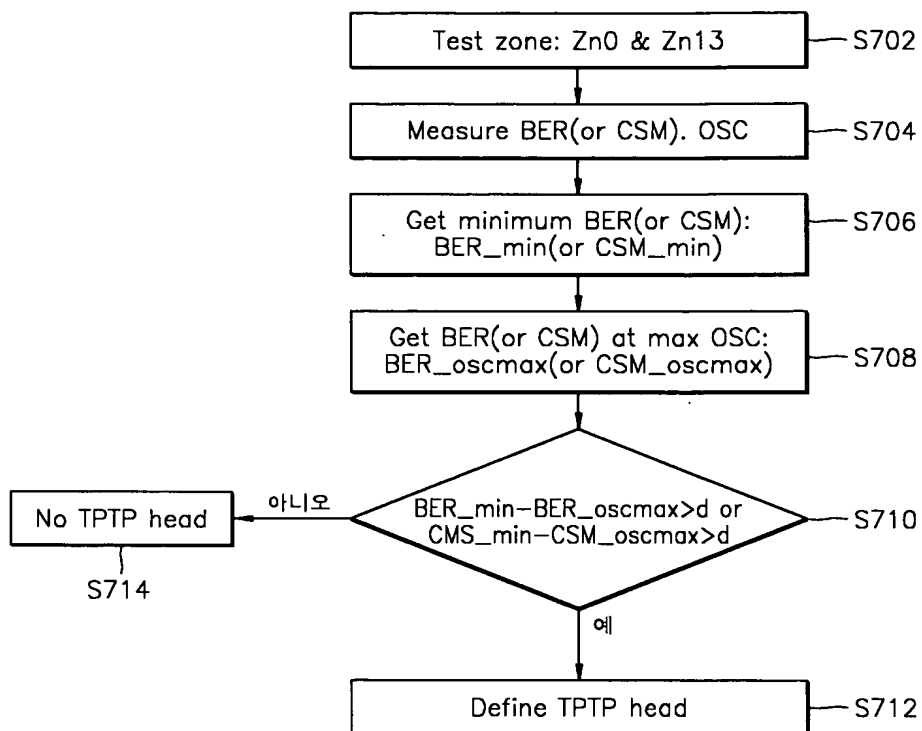 Test zone: Zn0 & Zn13
S702
Measure BER(or CSM). OSC
S704
Get minimum BER(or CSM):
BER_min(or CSM_min)
S706
Get BER(or CSM) at max OSC:
BER_oscmax(or CSM_oscmax)
S708
BER_min-BER_oscmax>d or
CMS_min-CSM_oscmax>d
S710
아니오
No TPTP head
S714
예
Define TPTP head
S712